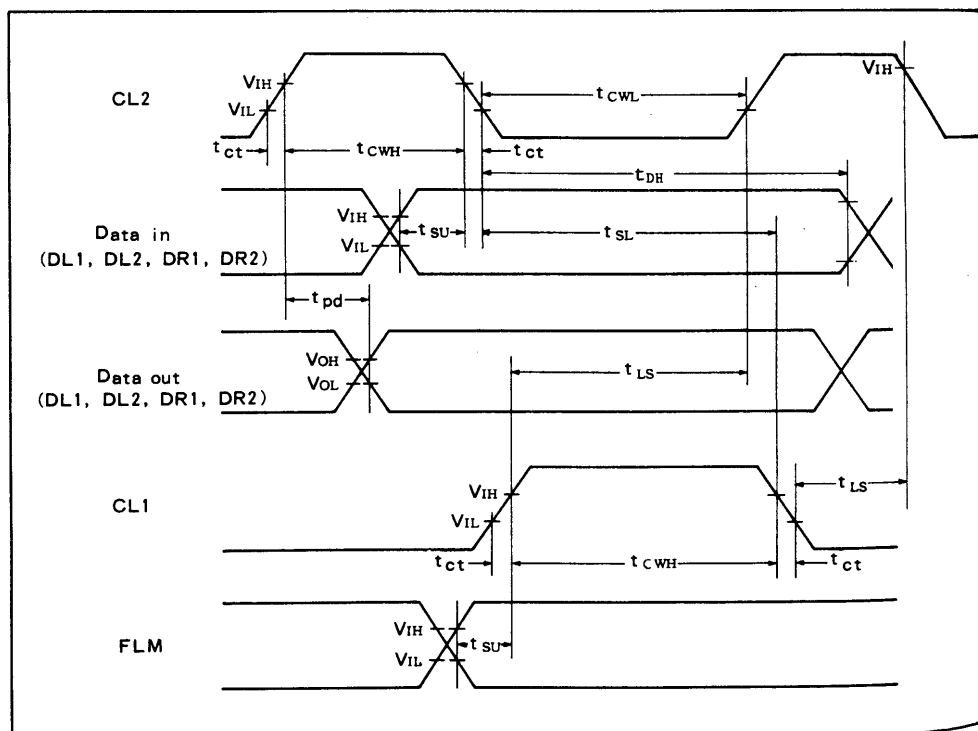 CL2
VIH
VIL
VIH
tct
tCWH
tct
tCWL
tDH
Data in
(DL1, DL2, DR1, DR2)
VIH
VIL
tSU
tSL
tpd
Data out
(DL1, DL2, DR1, DR2)
VOH
VOL
tLS
CL1
VIH
VIL
tLS
tct
tCWH
tct
FLM
VIH
VIL
tSU